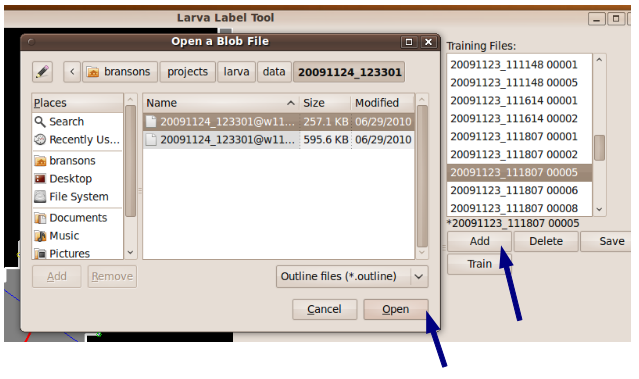 Larva Label Tool
Open a Blob File
bransons projects larva data 20091124_123301
Places
Search
Recently Us...
bransons
Desktop
File System
Documents
Music
Pictures
Name Size Modified
20091124_123301@w11... 257.1 KB 06/29/2010
20091124_123301@w11... 595.6 KB 06/29/2010
Add Remove
Outline files (*.outline)
Cancel Open
Training Files:
20091123_111148 00001
20091123_111148 00005
20091123_111614 00001
20091123_111614 00002
20091123_111807 00001
20091123_111807 00002
20091123_111807 00005
20091123_111807 00006
20091123_111807 00008
*20091123_111807 00005
Add Delete Save
Train